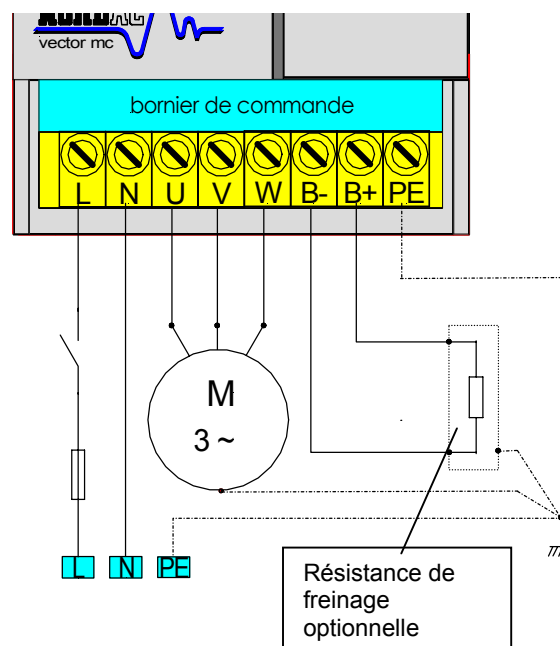 vector mc
bornier de commande
L N U V W B- B+ PE
M
3 ~
L N PE
Résistance de
freinage
optionnelle